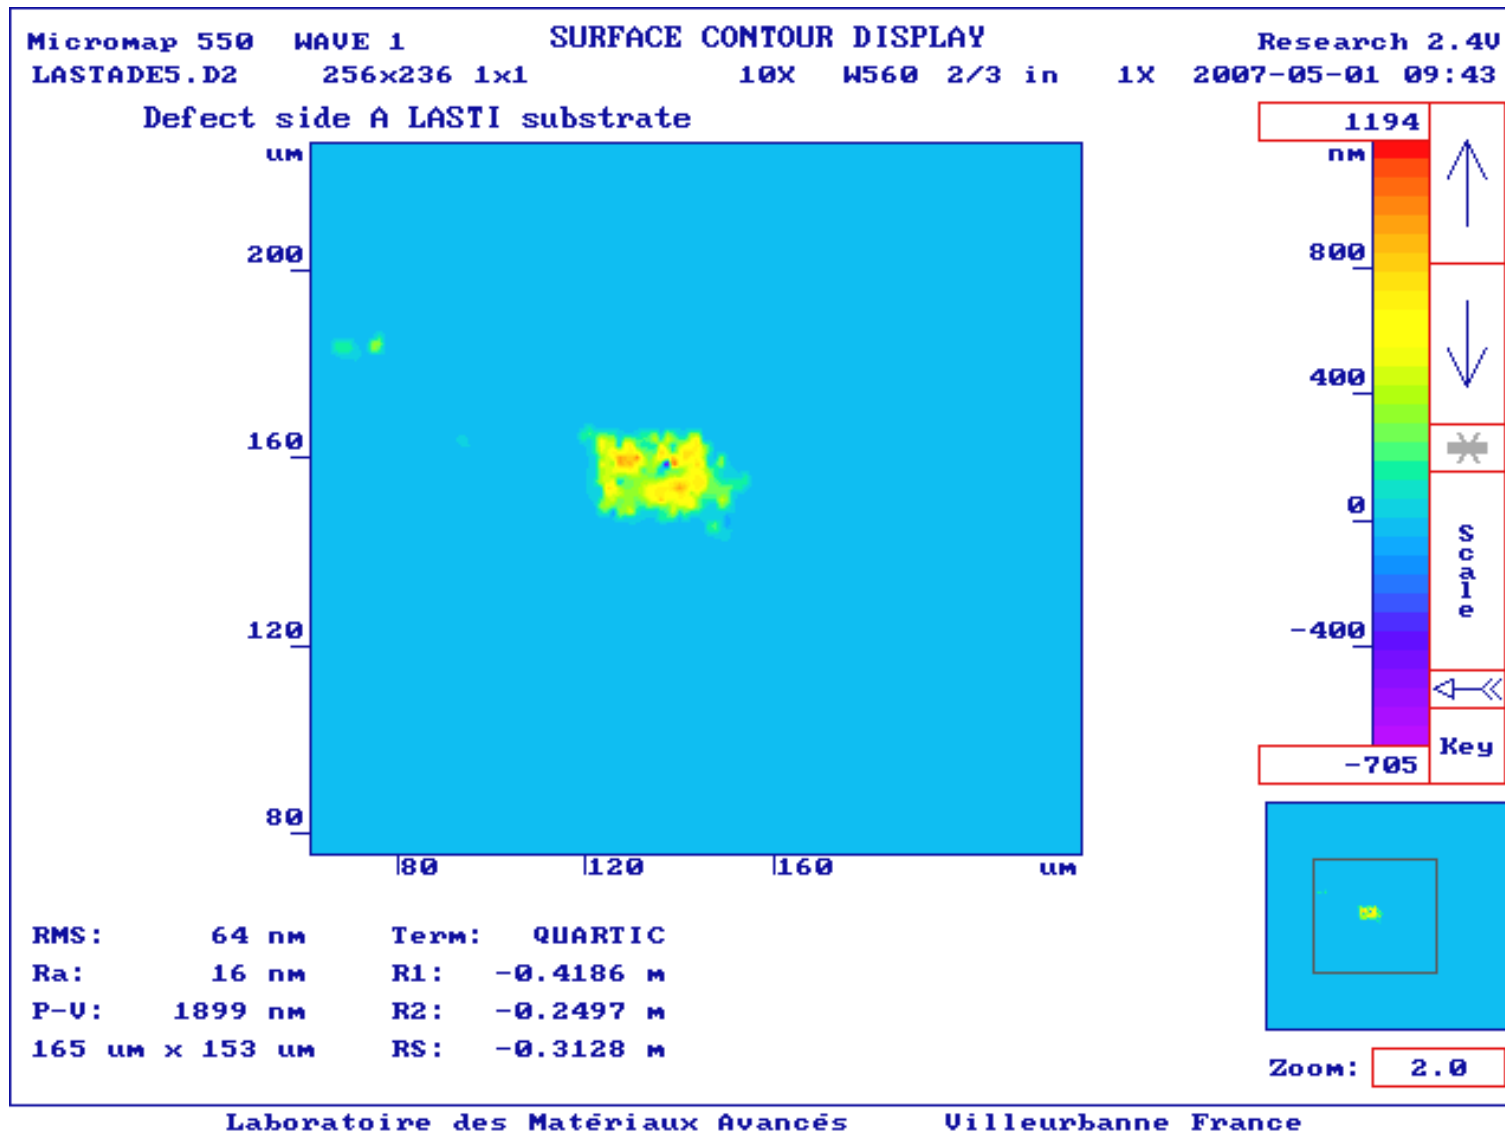 Micromap 550 WAVE 1 SURFACE CONTOUR DISPLAY Research 2.4V
LASTADE5.D2 256x236 1x1 10X W560 2/3 in 1X 2007-05-01 09:43
Defect side A LASTI substrate
1194
um
nm
200
800
400
160
0
Scale
120
-400
Key
-705
80
80 120 160 um
RMS: 64 nm Term: QUARTIC
Ra: 16 nm R1: -0.4186 m
P-V: 1899 nm R2: -0.2497 m
165 um x 153 um RS: -0.3128 m
Zoom: 2.0
Laboratoire des Matériaux Avancés Villeurbanne France